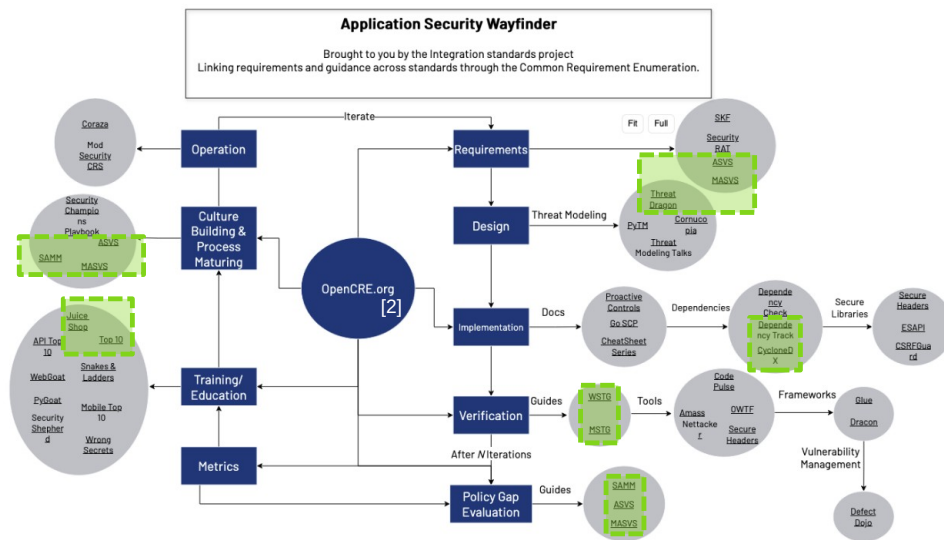 Application Security Wayfinder
Brought to you by the Integration standards project
Linking requirements and guidance across standards through the Common Requirement Enumeration.
Iterate
Fit
Full
Coraza
Mod
Security
CRS
Operation
Requirements
SKF
Security
RAT
ASVS
MASVS
Security
Champio
ns
Playbook
ASVS
SAMM
MASVS
Culture
Building &
Process
Maturing
Design
Threat Modeling
Threat
Dragon
PyTM
Cornuco
pia
Threat
Modeling Talks
OpenCRE.org
[2]
Implementation
Docs
Proactive
Controls
Go SCP
CheatSheet
Series
Dependencies
Depende
ncy
Check
Depende
ncy Track
CycloneD
X
Secure
Libraries
Secure
Headers
ESAPI
CSRFGua
rd
Juice
Shop
Top 10
API Top
10
Snakes &
Ladders
WebGoat
PyGoat
Mobile Top
10
Security
Shepher
d
Wrong
Secrets
Training/
Education
Verification
Guides
WSTG
MSTG
Tools
Code
Pulse
Amass
Nettacke
r
OWTF
Secure
Headers
Frameworks
Glue
Dracon
Vulnerability
Management
Defect
Dojo
After N Iterations
Metrics
Policy Gap
Evaluation
Guides
SAMM
ASVS
MASVS